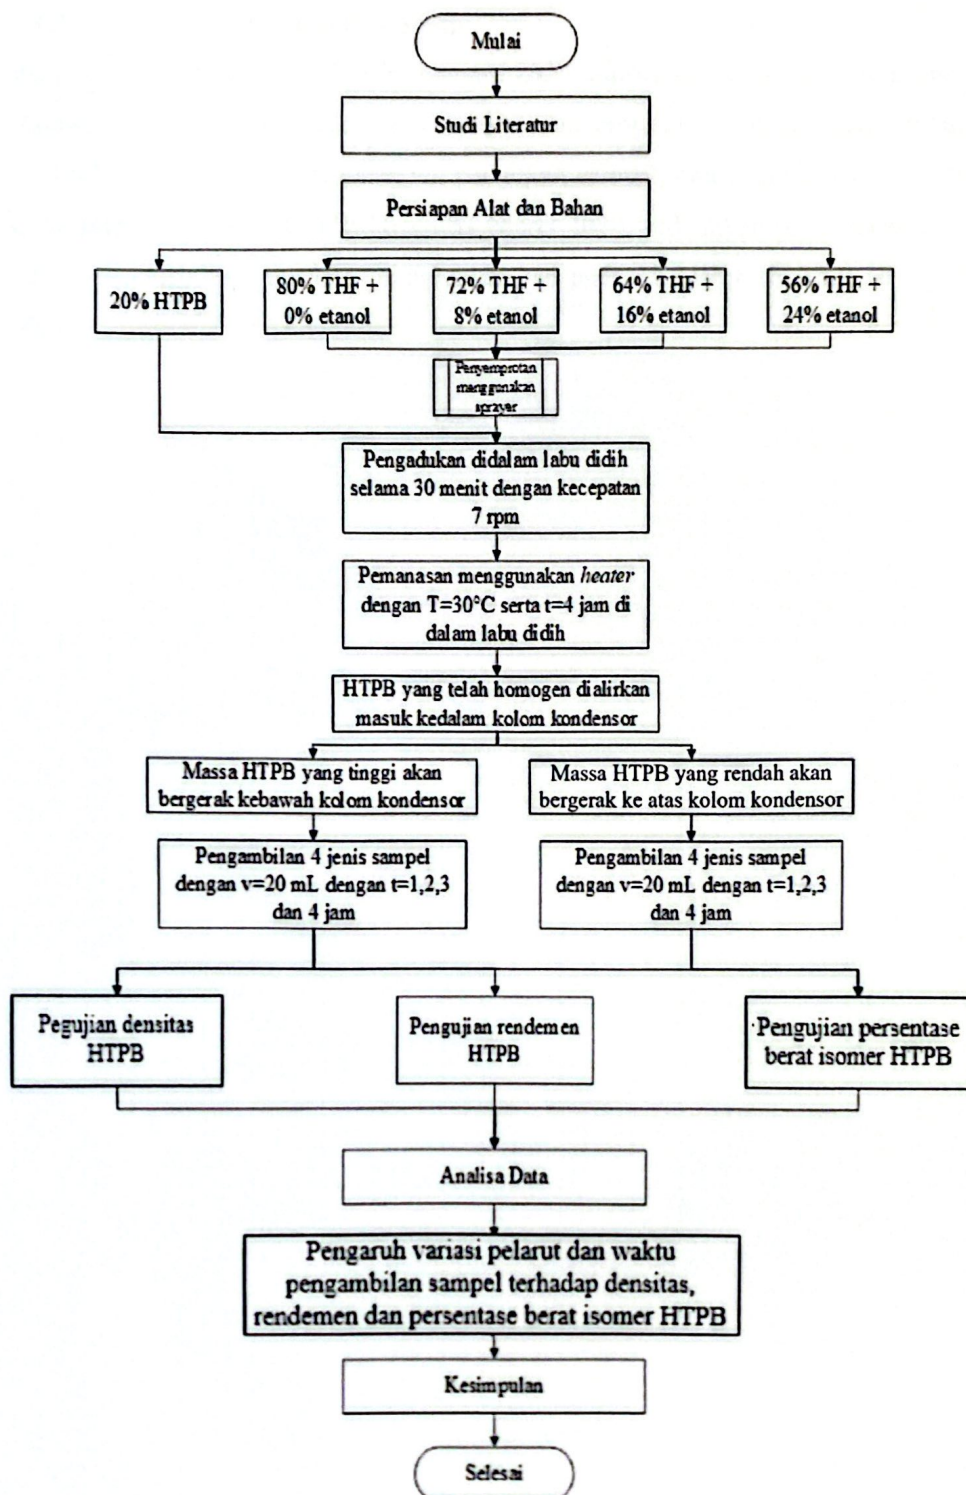 Mulai
Studi Literatur
Persiapan Alat dan Bahan
20% HTPB
80% THF +
0% etanol
72% THF +
8% etanol
64% THF +
16% etanol
56% THF +
24% etanol
Penyemprotan
menggunakan
sprayer
Pengadukan didalam labu didih
selama 30 menit dengan kecepatan
7 rpm
Pemanasan menggunakan heater
dengan T=30°C serta t=4 jam di
dalam labu didih
HTPB yang telah homogen dialirkan
masuk kedalam kolom kondensor
Massa HTPB yang tinggi akan
bergerak kebawah kolom kondensor
Massa HTPB yang rendah akan
bergerak ke atas kolom kondensor
Pengambilan 4 jenis sampel
dengan v=20 mL dengan t=1,2,3
dan 4 jam
Pengambilan 4 jenis sampel
dengan v=20 mL dengan t=1,2,3
dan 4 jam
Pegujian densitas
HTPB
Pengujian rendemen
HTPB
Pengujian persentase
berat isomer HTPB
Analisa Data
Pengaruh variasi pelarut dan waktu
pengambilan sampel terhadap densitas,
rendemen dan persentase berat isomer HTPB
Kesimpulan
Selesai